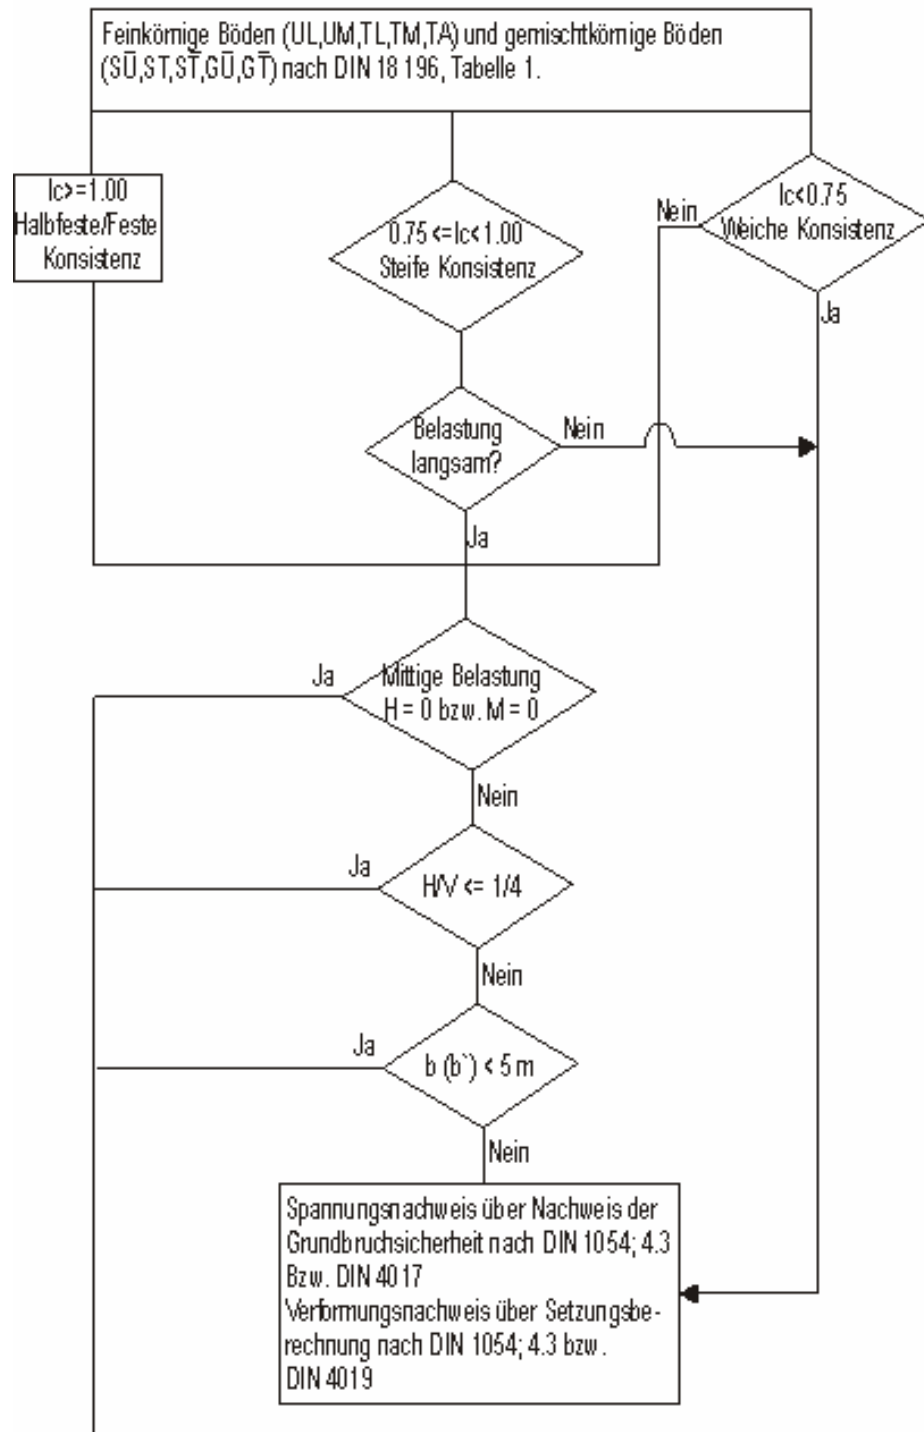 Feinkörnige Böden (UL,UM,TL,TM,TA) und gemischtkörnige Böden
(SŪ,ST,ST̄,GŪ,GT̄) nach DIN 18 196, Tabelle 1.
Ic>=1.00
Halbfeste/Feste
Konsistenz
0.75 <=Ic<1.00
Steife Konsistenz
Ic<0.75
Weiche Konsistenz
Nein
Ja
Belastung
langsam?
Nein
Ja
Mittige Belastung
H = 0 bzw. M = 0
Ja
Nein
H/V <= 1/4
Ja
Nein
b (b`) < 5 m
Ja
Nein
Spannungsnachweis über Nachweis der
Grundbruchsicherheit nach DIN 1054; 4.3
Bzw. DIN 4017
Verformungsnachweis über Setzungsbe-
rechnung nach DIN 1054; 4.3 bzw.
DIN 4019